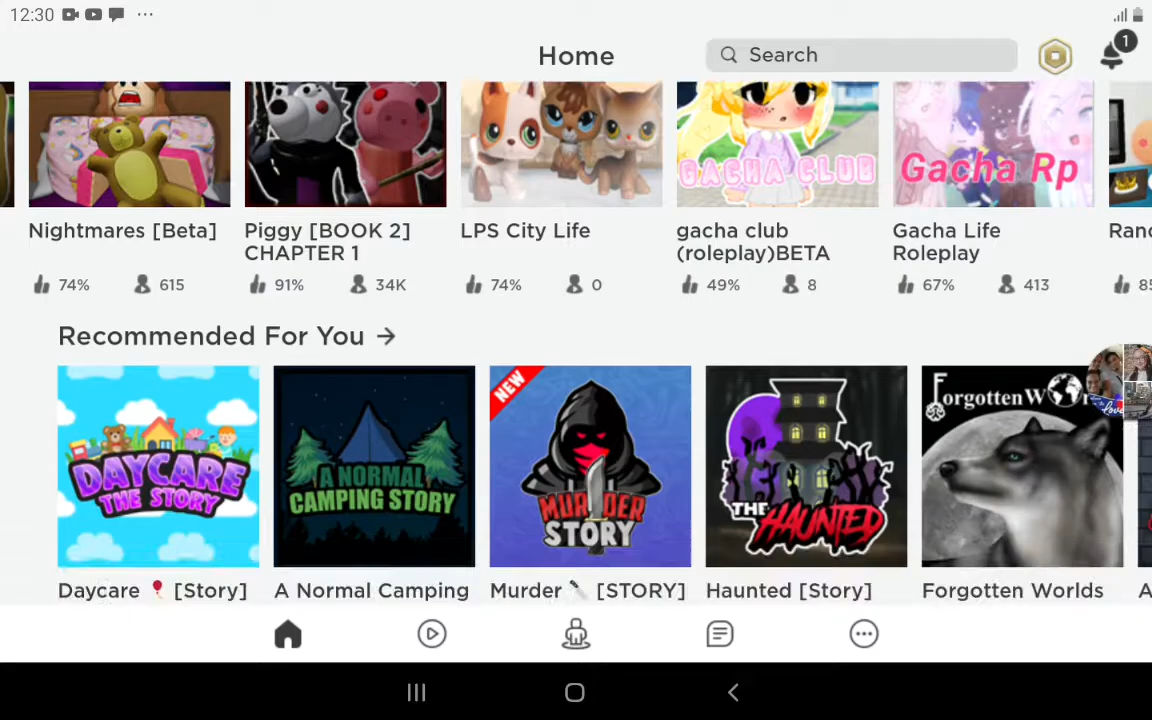 12:30
Home
Search
1
GACHA CLUB
Gacha Rp
Nightmares [Beta]
Piggy [BOOK 2]
CHAPTER 1
LPS City Life
gacha club
(roleplay)BETA
Gacha Life
Roleplay
74%
615
91%
34K
74%
0
49%
8
67%
413
Recommended For You →
DAYCARE
THE STORY
A NORMAL
CAMPING STORY
NEW
MURDER
STORY
THE
HAUNTED
Daycare 🎈 [Story]
A Normal Camping
Murder 🔪 [STORY]
Haunted [Story]
Forgotten Worlds